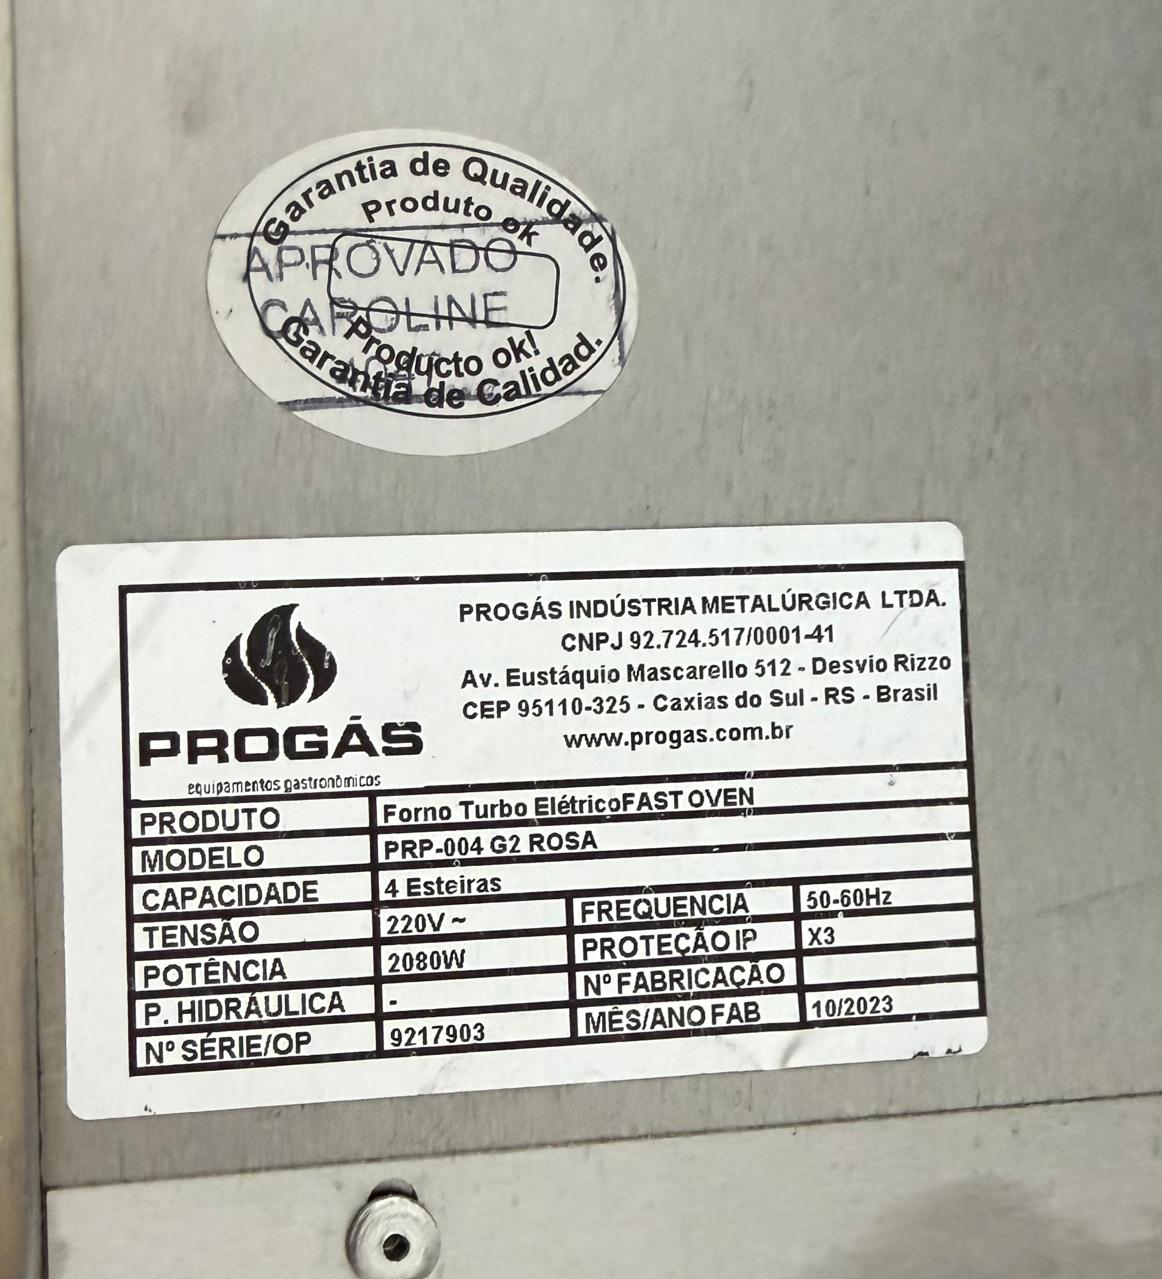 Garantia de Qualidade.
Produto ok
APROVADO
CAROLINE
Producto ok!
Garantia de Calidad.
PROGÁS
equipamentos gastronômicos
PROGÁS INDÚSTRIA METALÚRGICA LTDA.
CNPJ 92.724.517/0001-41
Av. Eustáquio Mascarello 512 - Desvio Rizzo
CEP 95110-325 - Caxias do Sul - RS - Brasil
www.progas.com.br
PRODUTO Forno Turbo Elétrico FAST OVEN
MODELO PRP-004 G2 ROSA
CAPACIDADE 4 Esteiras
TENSÃO 220V ~ FREQUENCIA 50-60Hz
POTÊNCIA 2080W PROTEÇÃO IP X3
P. HIDRÁULICA - Nº FABRICAÇÃO
Nº SÉRIE/OP 9217903 MÊS/ANO FAB 10/2023